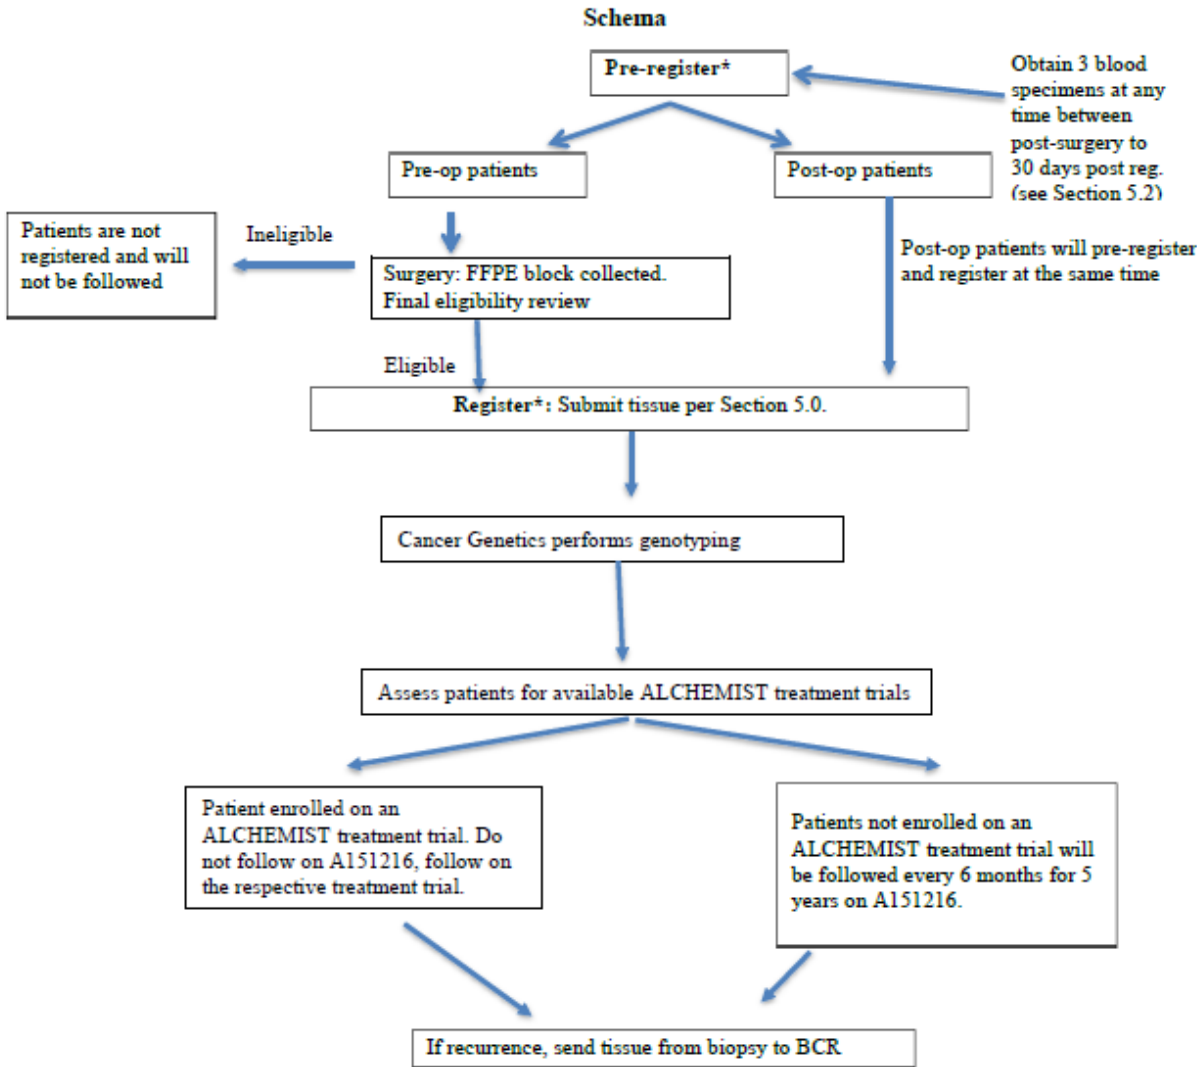 Schema
Pre-register*
Obtain 3 blood
specimens at any
time between
post-surgery to
30 days post reg.
(see Section 5.2)
Pre-op patients
Post-op patients
Patients are not
registered and will
not be followed
Ineligible
Surgery: FFPE block collected.
Final eligibility review
Post-op patients will pre-register
and register at the same time
Eligible
Register*: Submit tissue per Section 5.0.
Cancer Genetics performs genotyping
Assess patients for available ALCHEMIST treatment trials
Patient enrolled on an
ALCHEMIST treatment trial. Do
not follow on A151216, follow on
the respective treatment trial.
Patients not enrolled on an
ALCHEMIST treatment trial will
be followed every 6 months for 5
years on A151216.
If recurrence, send tissue from biopsy to BCR